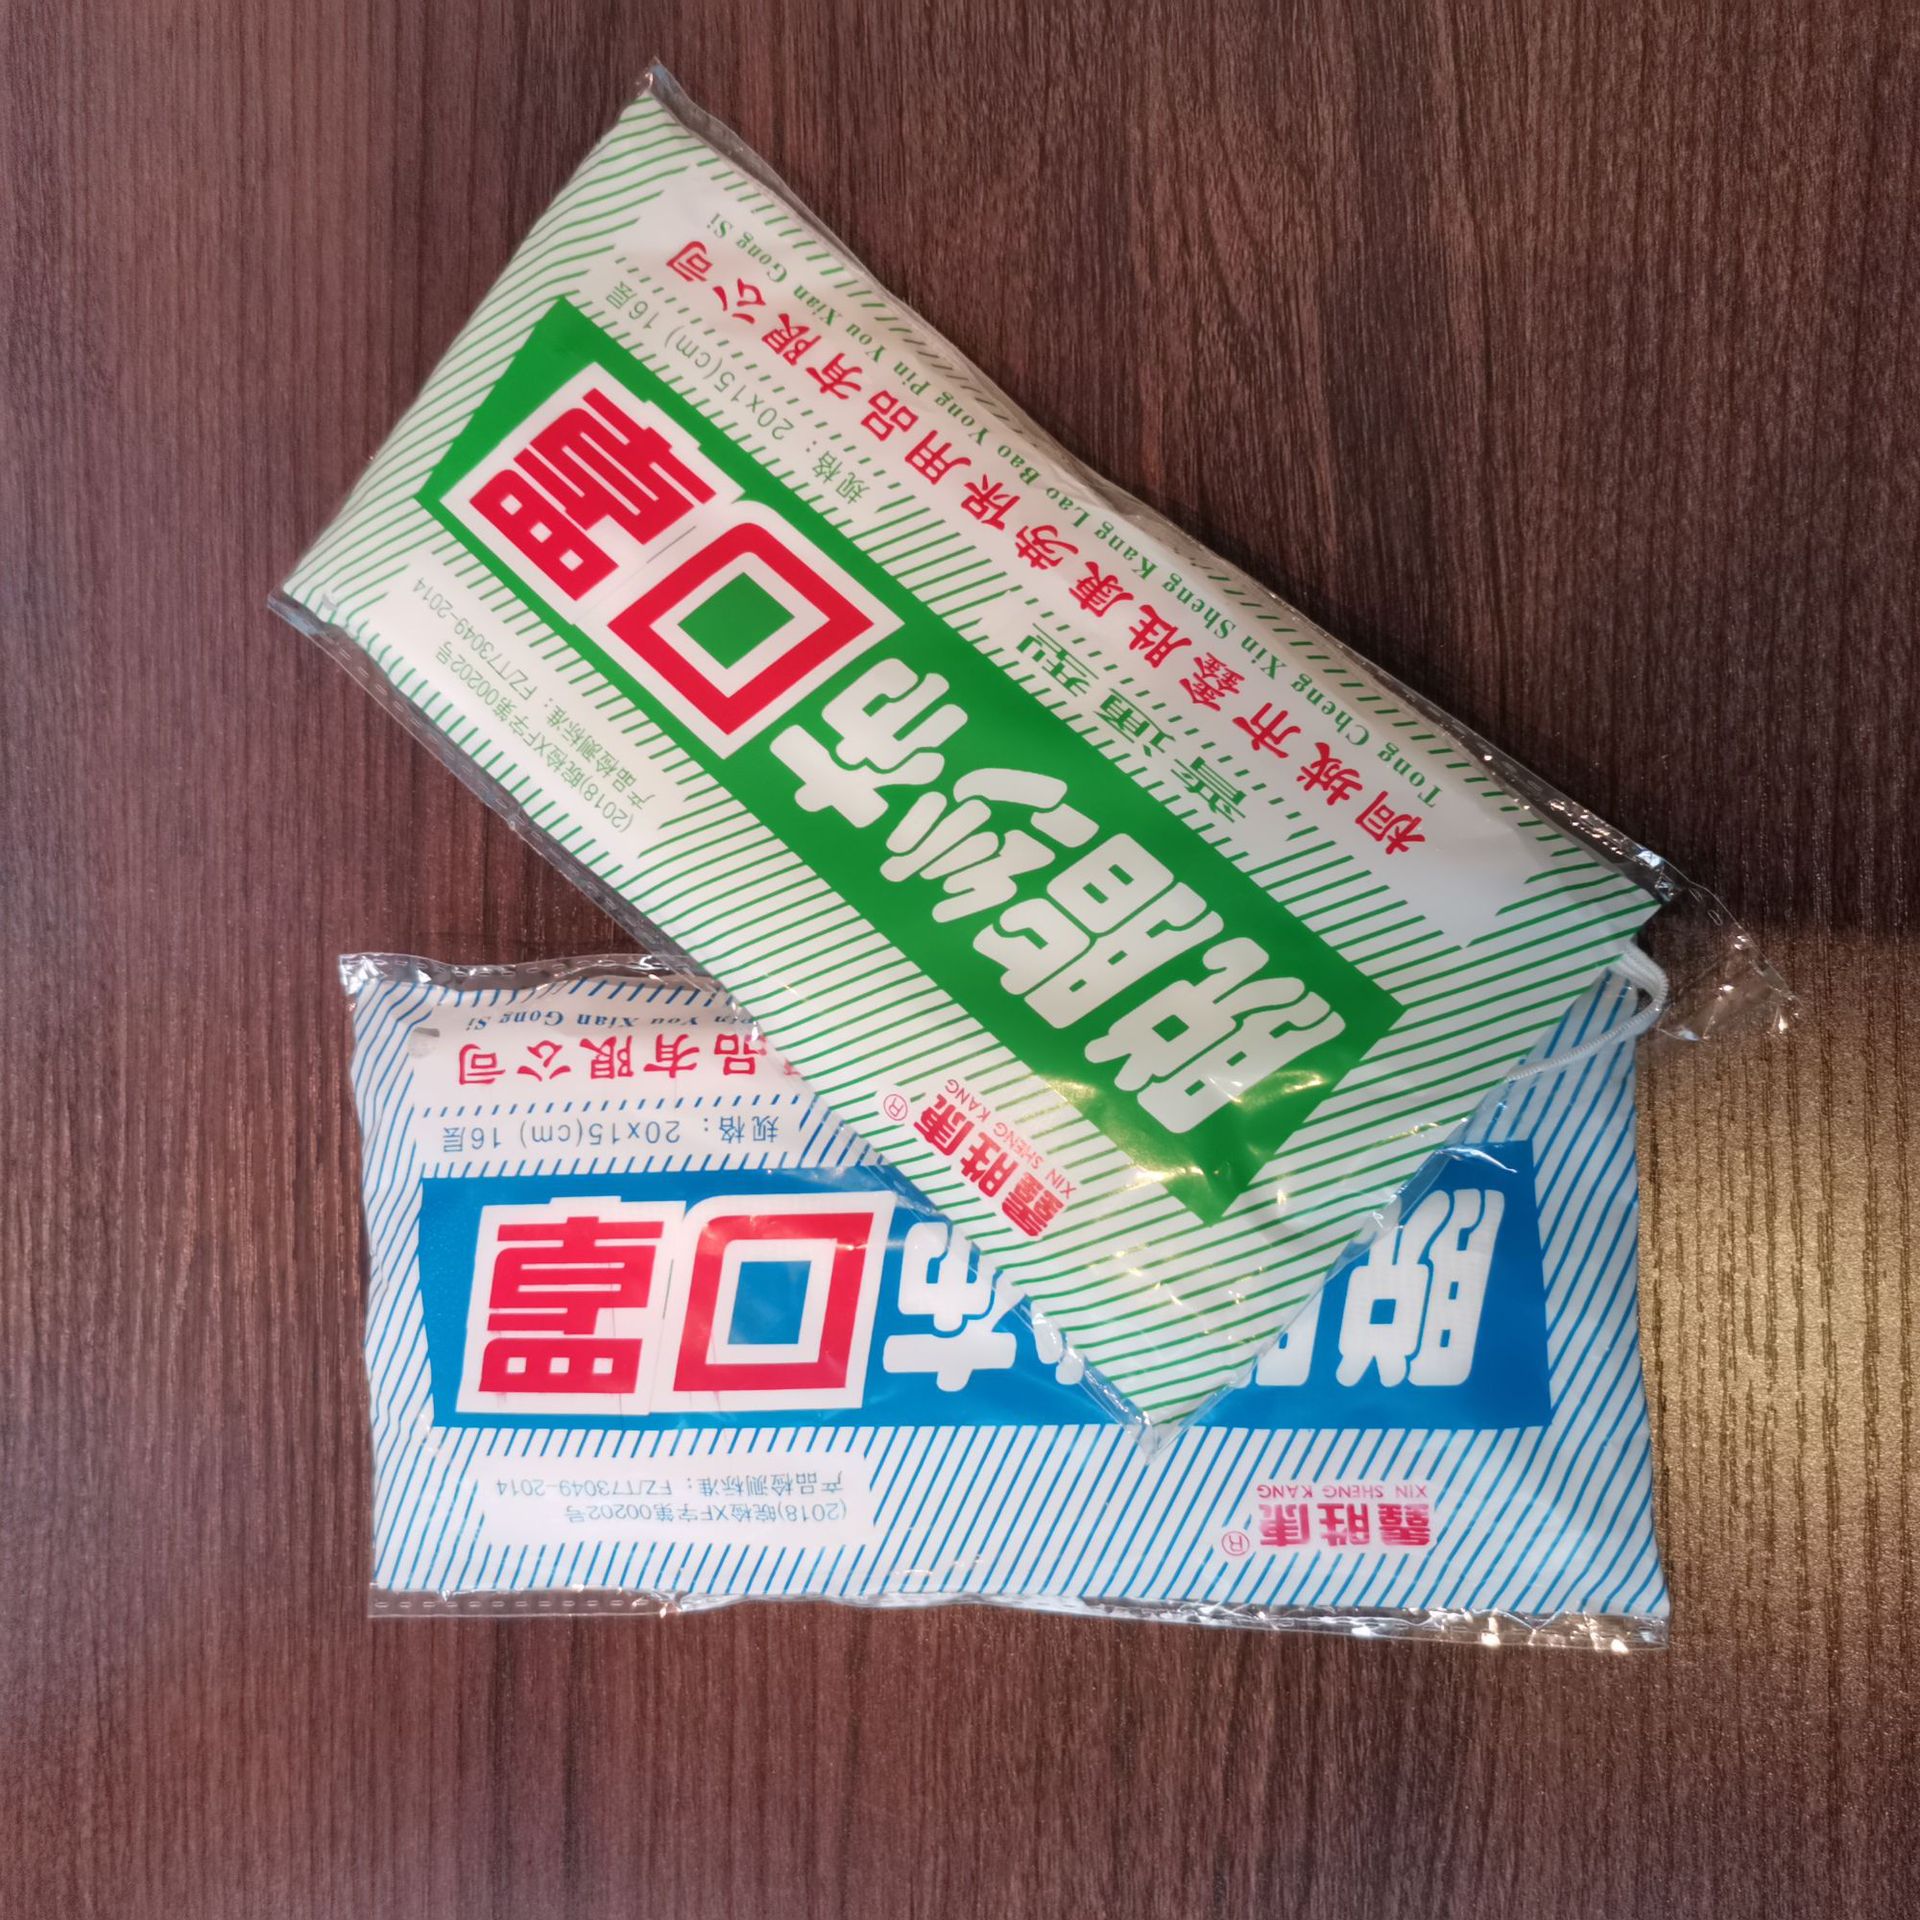 鑫胜康®
XIN SHENG KANG
(2018)皖检XF字第00202号
产品检测标准：FZ/T73049-2014
脱脂纱布口罩
普通型
规格：20x15(cm) 16层
桐城市鑫胜康劳保用品有限公司
Tong Cheng Xin Sheng Kang Lao Bao Yong Pin You Xian Gong Si
鑫胜康®
XIN SHENG KANG
(2018)皖检XF字第00202号
产品检测标准：FZ/T73049-2014
脱
布口罩
规格：20x15(cm) 16层
品有限公司
Pin You Xian Gong Si